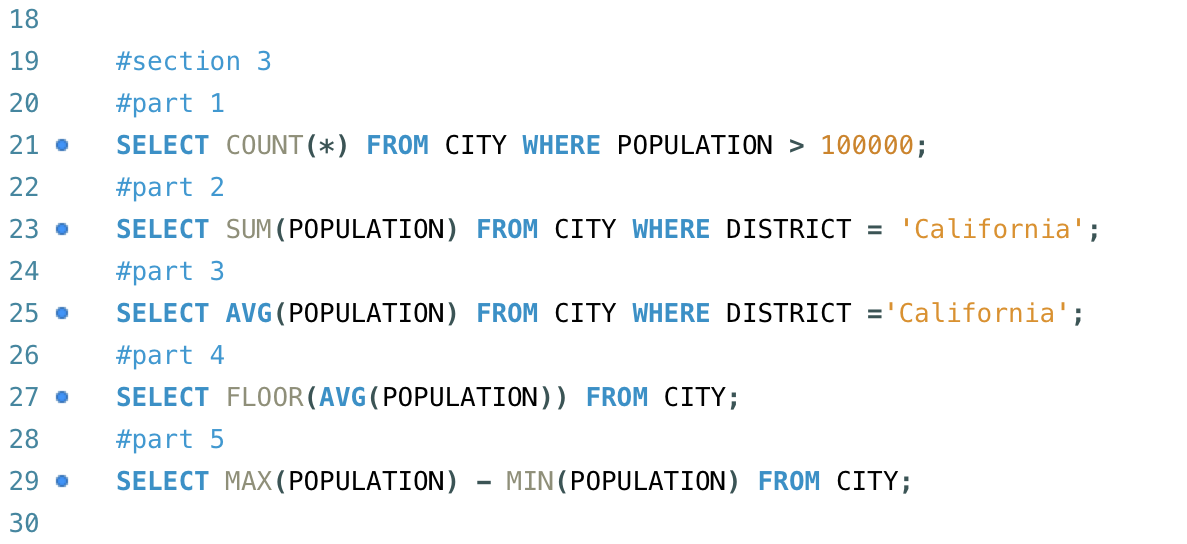 18
19 #section 3
20 #part 1
21 SELECT COUNT(*) FROM CITY WHERE POPULATION > 100000;
22 #part 2
23 SELECT SUM(POPULATION) FROM CITY WHERE DISTRICT = 'California';
24 #part 3
25 SELECT AVG(POPULATION) FROM CITY WHERE DISTRICT ='California';
26 #part 4
27 SELECT FLOOR(AVG(POPULATION)) FROM CITY;
28 #part 5
29 SELECT MAX(POPULATION) - MIN(POPULATION) FROM CITY;
30